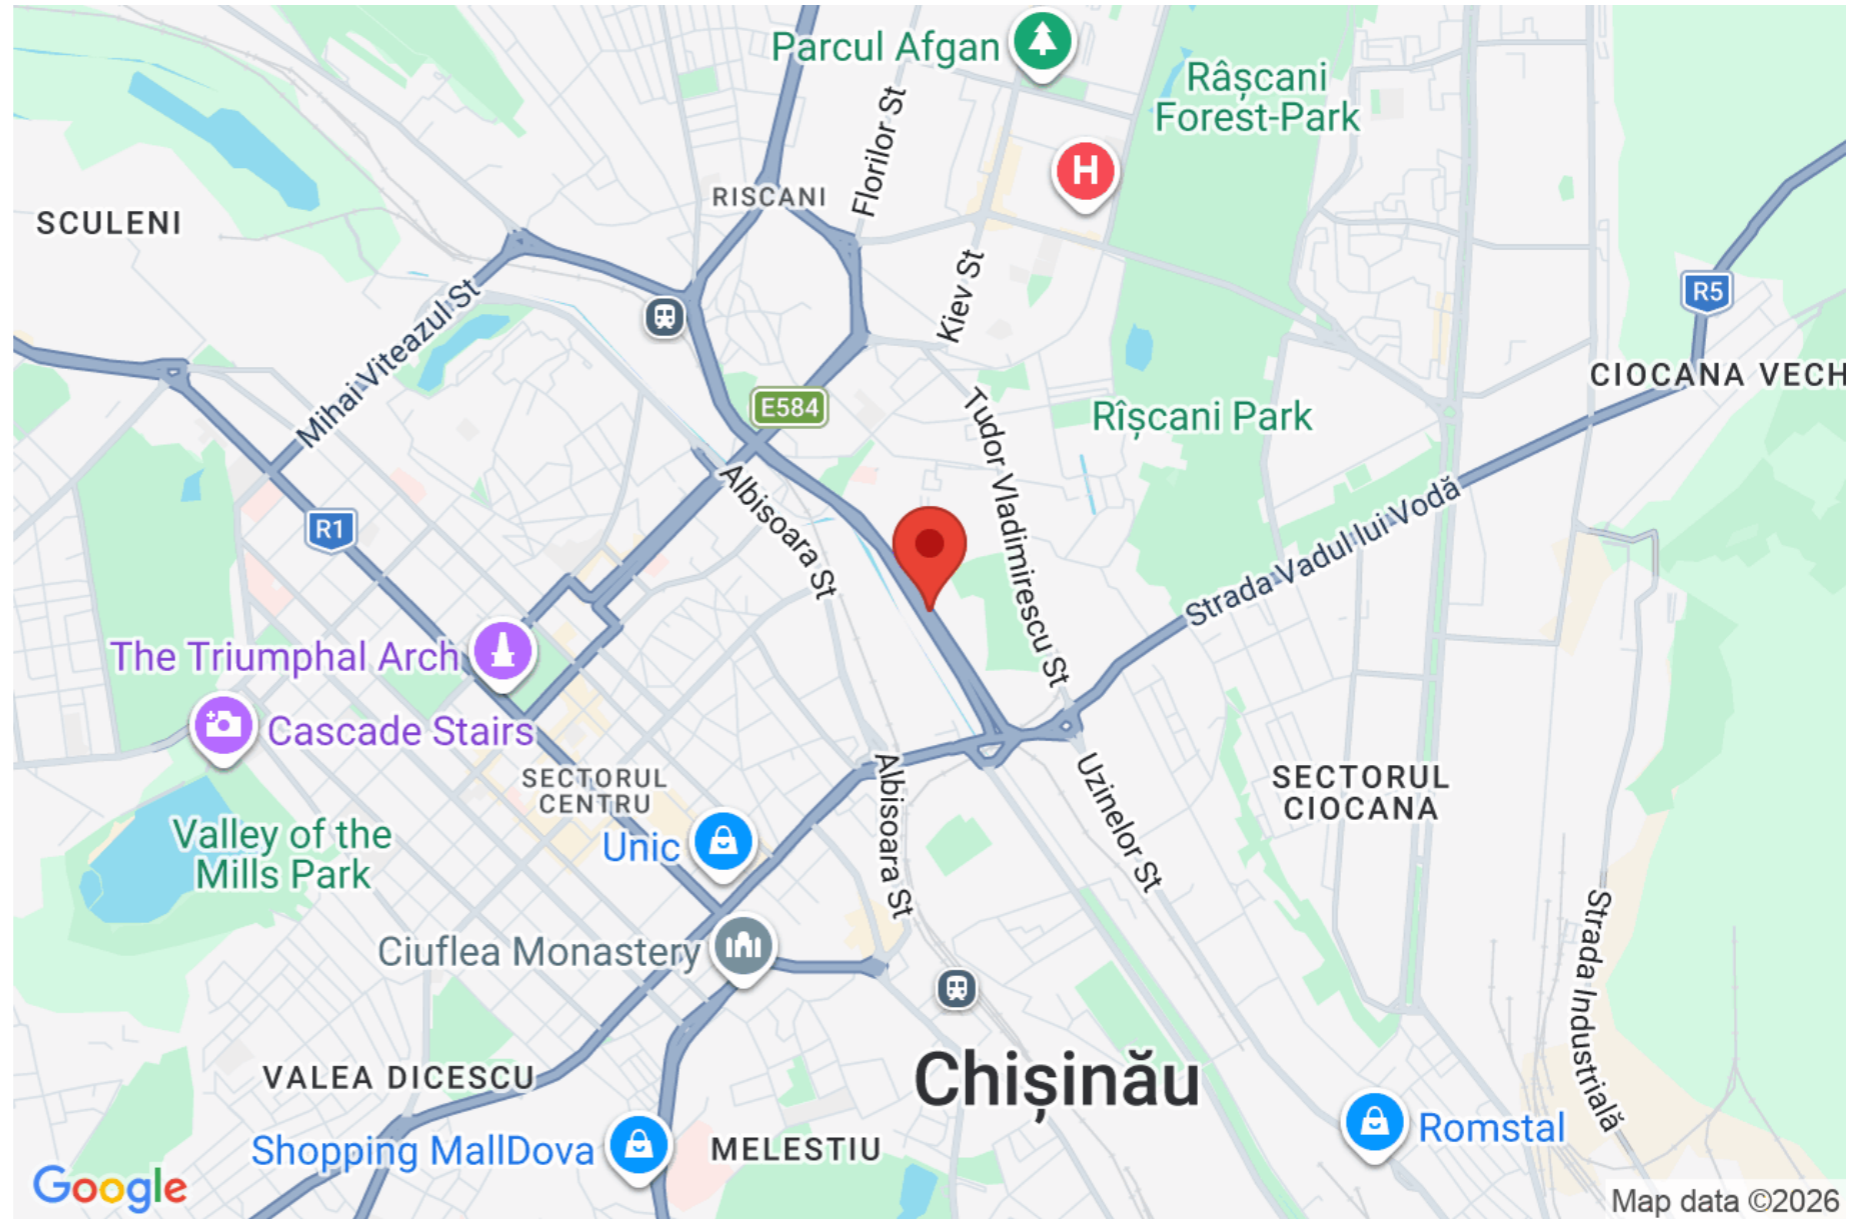 Parcul Afgan
Râșcani
Forest-Park
Florilor St
H
RISCANI
SCULENI
Kiev St
R5
Mihai Viteazul St
CIOCANA VECH
E584
Rîșcani Park
Tudor Vladimirescu St
Albisoara St
R1
Strada Vadul lui Vodă
The Triumphal Arch
Cascade Stairs
SECTORUL
CENTRU
Albisoara St
Uzinelor St
SECTORUL
CIOCANA
Valley of the
Mills Park
Unic
Ciuflea Monastery
Strada Industrială
VALEA DICESCU
Chișinău
Shopping MallDova
MELESTIU
Romstal
Google
Map data ©2026